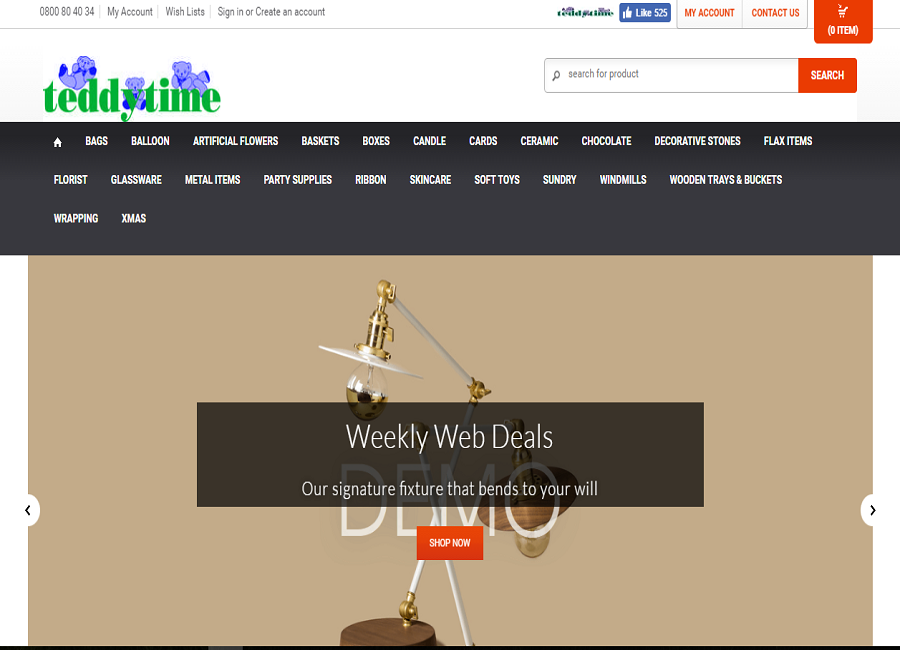 0800 80 40 34 My Account Wish Lists Sign in or Create an account
teddytime Like 525 MY ACCOUNT CONTACT US
(0 ITEM)
teddytime
search for product SEARCH
BAGS BALLOON ARTIFICIAL FLOWERS BASKETS BOXES CANDLE CARDS CERAMIC CHOCOLATE DECORATIVE STONES FLAX ITEMS
FLORIST GLASSWARE METAL ITEMS PARTY SUPPLIES RIBBON SKINCARE SOFT TOYS SUNDRY WINDMILLS WOODEN TRAYS & BUCKETS
WRAPPING XMAS
Weekly Web Deals
Our signature fixture that bends to your will
DEMO
SHOP NOW